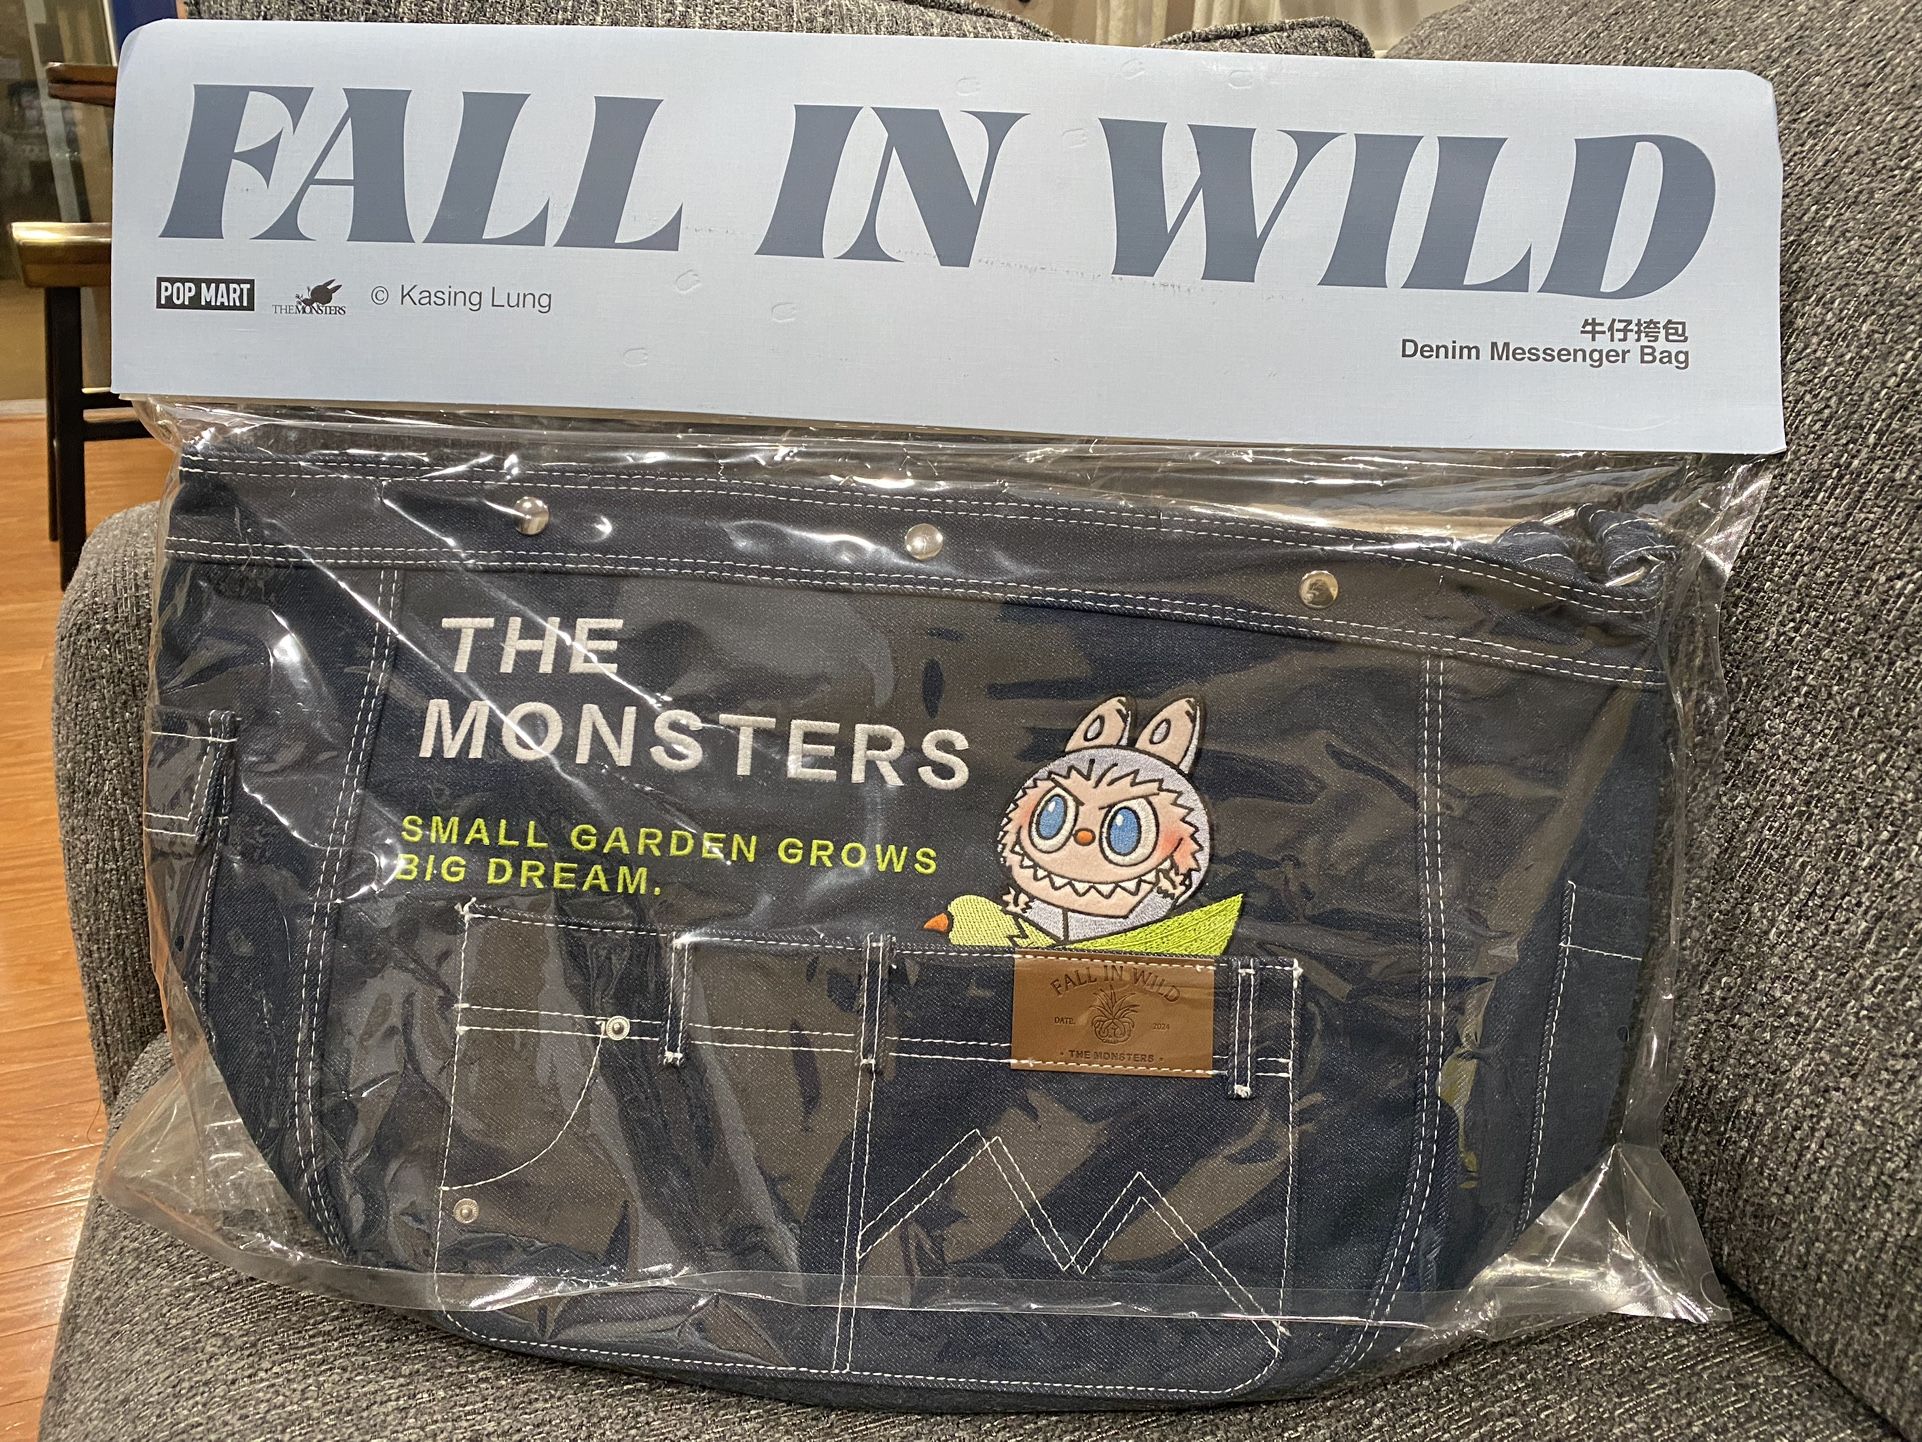 FALL IN WILD
POP MART
THE MONSTERS
© Kasing Lung
牛仔挎包
Denim Messenger Bag
THE
MONSTERS
SMALL GARDEN GROWS
BIG DREAM.
FALL IN WILD
DATE. 2024
• THE MONSTERS •